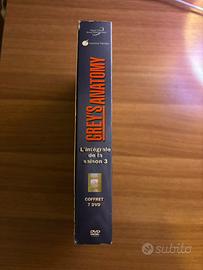 GREY'S ANATOMY
L'intégrale
de la
saison 3
COFFRET
7 DVD
DVD
subito